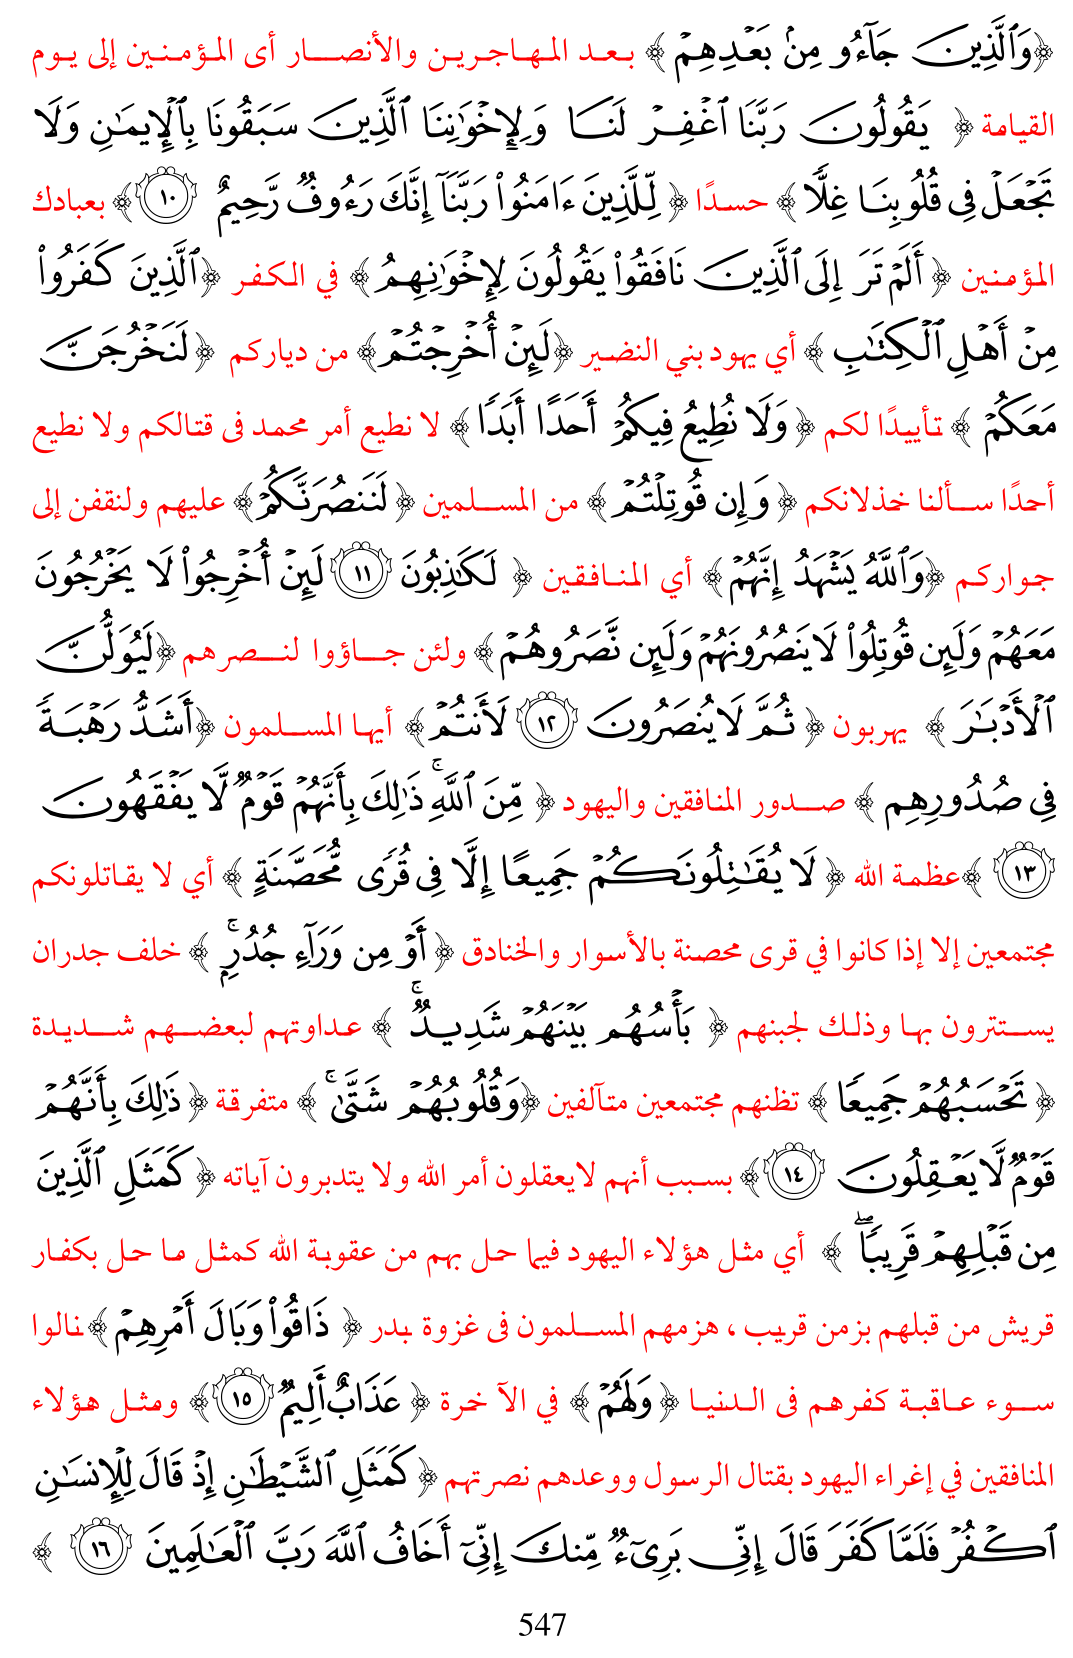 ﴿وَٱلَّذِينَ جَآءُو مِنۢ بَعْدِهِمْ ﴾ بعد المهاجرين والأنصار أى المؤمنين إلى يوم
القيامة ﴿ يَقُولُونَ رَبَّنَا ٱغْفِرْ لَنَا وَلِإِخْوَٰنِنَا ٱلَّذِينَ سَبَقُونَا بِٱلْإِيمَٰنِ وَلَا
تَجْعَلْ فِى قُلُوبِنَا غِلًّا ﴾ حسدًا ﴿ لِّلَّذِينَ ءَامَنُوا۟ رَبَّنَآ إِنَّكَ رَءُوفٌ رَّحِيمٌ ١٠ ﴾ بعبادك
المؤمنين ﴿ أَلَمْ تَرَ إِلَى ٱلَّذِينَ نَافَقُوا۟ يَقُولُونَ لِإِخْوَٰنِهِمُ ﴾ في الكفر ﴿ٱلَّذِينَ كَفَرُوا۟
مِنْ أَهْلِ ٱلْكِتَٰبِ ﴾ أي يهود بني النضير ﴿لَئِنْ أُخْرِجْتُمْ﴾ من دياركم ﴿لَنَخْرُجَنَّ
مَعَكُمْ ﴾ تأييدًا لكم ﴿وَلَا نُطِيعُ فِيكُمْ أَحَدًا أَبَدًا ﴾ لا نطيع أمر محمد فى قتالكم ولا نطيع
أحدًا سألنا خذلانكم ﴿ وَإِن قُوتِلْتُمْ ﴾ من المسلمين ﴿لَنَنصُرَنَّكُمْ﴾ عليهم ولنقفن إلى
جواركم ﴿وَٱللَّهُ يَشْهَدُ إِنَّهُمْ﴾ أي المنافقين ﴿ لَكَٰذِبُونَ ١١ لَئِنْ أُخْرِجُوا۟ لَا يَخْرُجُونَ
مَعَهُمْ وَلَئِن قُوتِلُوا۟ لَا يَنصُرُونَهُمْ وَلَئِن نَّصَرُوهُمْ ﴾ ولئن جاؤوا لنصرهم ﴿لَيُوَلُّنَّ
ٱلْأَدْبَٰرَ ﴾ يهربون ﴿ ثُمَّ لَا يُنصَرُونَ ١٢ لَأَنتُمْ ﴾ أيها المسلمون ﴿أَشَدُّ رَهْبَةً
فِى صُدُورِهِم ﴾ صدور المنافقين واليهود ﴿ مِّنَ ٱللَّهِ ۚ ذَٰلِكَ بِأَنَّهُمْ قَوْمٌ لَّا يَفْقَهُونَ
١٣ ﴾عظمة الله ﴿ لَا يُقَٰتِلُونَكُمْ جَمِيعًا إِلَّا فِى قُرًى مُّحَصَّنَةٍ ﴾ أي لا يقاتلونكم
مجتمعين إلا إذا كانوا في قرى محصنة بالأسوار والخنادق ﴿ أَوْ مِن وَرَآءِ جُدُرٍۭ ۚ ﴾ خلف جدران
يستترون بها وذلك لجبنهم ﴿ بَأْسُهُم بَيْنَهُمْ شَدِيدٌ ۚ ﴾ عداوتهم لبعضهم شديدة
﴿ تَحْسَبُهُمْ جَمِيعًا ﴾ تظنهم مجتمعين متآلفين ﴿وَقُلُوبُهُمْ شَتَّىٰ ۚ ﴾ متفرقة ﴿ ذَٰلِكَ بِأَنَّهُمْ
قَوْمٌ لَّا يَعْقِلُونَ ١٤ ﴾ بسبب أنهم لايعقلون أمر الله ولا يتدبرون آياته ﴿ كَمَثَلِ ٱلَّذِينَ
مِن قَبْلِهِمْ قَرِيبًا ۖ ﴾ أي مثل هؤلاء اليهود فيما حل بهم من عقوبة الله كمثل ما حل بكفار
قريش من قبلهم بزمن قريب ، هزمهم المسلمون فى غزوة بدر ﴿ ذَاقُوا۟ وَبَالَ أَمْرِهِمْ ﴾ نالوا
سوء عاقبة كفرهم فى الدنيا ﴿وَلَهُمْ ﴾ في الآ خرة ﴿ عَذَابٌ أَلِيمٌ ١٥ ﴾ ومثل هؤلاء
المنافقين في إغراء اليهود بقتال الرسول ووعدهم نصرتهم ﴿ كَمَثَلِ ٱلشَّيْطَٰنِ إِذْ قَالَ لِلْإِنسَٰنِ
ٱكْفُرْ فَلَمَّا كَفَرَ قَالَ إِنِّى بَرِىٓءٌ مِّنكَ إِنِّىٓ أَخَافُ ٱللَّهَ رَبَّ ٱلْعَٰلَمِينَ ١٦ ﴾
547